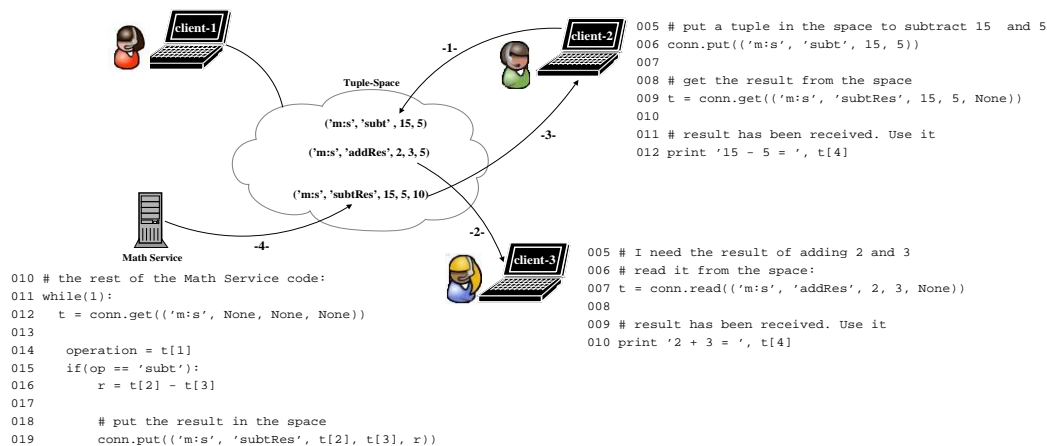 client-1
client-2
-1-
005 # put a tuple in the space to subtract 15  and 5
006 conn.put(('m:s', 'subt', 15, 5))
007
008 # get the result from the space
009 t = conn.get(('m:s', 'subtRes', 15, 5, None))
010
011 # result has been received. Use it
012 print '15 - 5 = ', t[4]
Tuple-Space
('m:s', 'subt' , 15, 5)
-3-
('m:s', 'addRes', 2, 3, 5)
('m:s', 'subtRes', 15, 5, 10)
-2-
-4-
Math Service
client-3
005 # I need the result of adding 2 and 3
006 # read it from the space:
007 t = conn.read(('m:s', 'addRes', 2, 3, None))
008
009 # result has been received. Use it
010 print '2 + 3 = ', t[4]
010 # the rest of the Math Service code:
011 while(1):
012   t = conn.get(('m:s', None, None, None))
013
014     operation = t[1]
015     if(op == 'subt'):
016         r = t[2] - t[3]
017
018         # put the result in the space
019         conn.put(('m:s', 'subtRes', t[2], t[3], r))